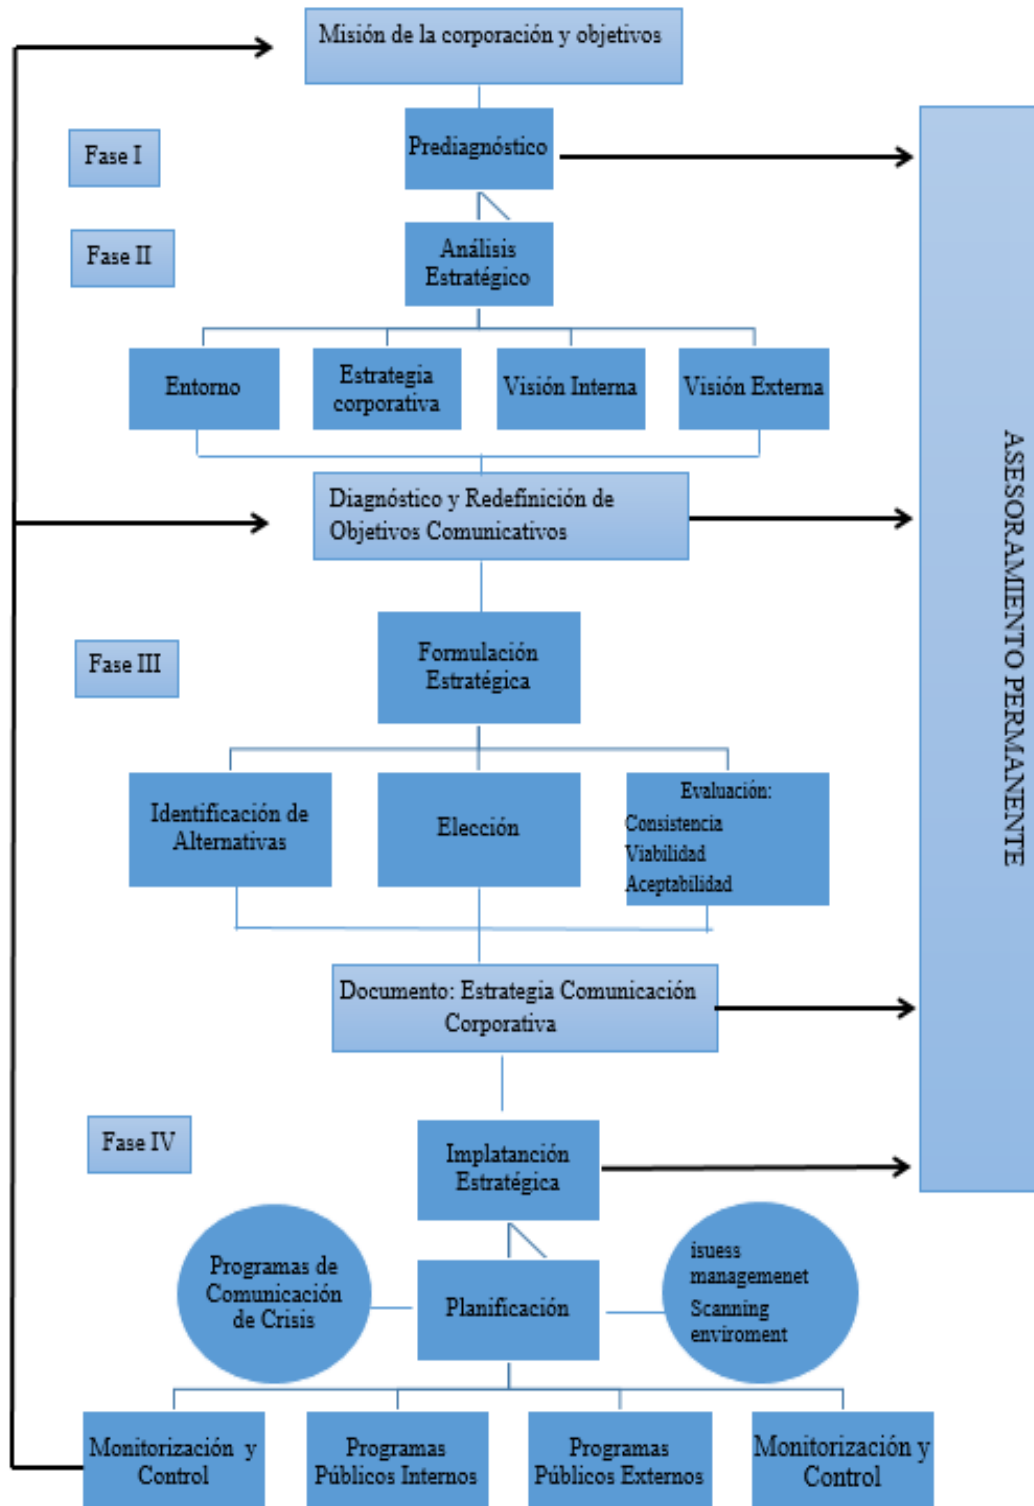 Misión de la corporación y objetivos
Fase I
Prediagnóstico
Fase II
Análisis
Estratégico
Entorno
Estrategia
corporativa
Visión Interna
Visión Externa
Diagnóstico y Redefinición de
Objetivos Comunicativos
ASESORAMIENTO PERMANENTE
Fase III
Formulación
Estratégica
Identificación de
Alternativas
Elección
Evaluación:
Consistencia
Viabilidad
Aceptabilidad
Documento: Estrategia Comunicación
Corporativa
Fase IV
Implatanción
Estratégica
Programas de
Comunicación
de Crisis
Planificación
isuess
managemenet
Scanning
enviroment
Monitorización y
Control
Programas
Públicos Internos
Programas
Públicos Externos
Monitorización y
Control